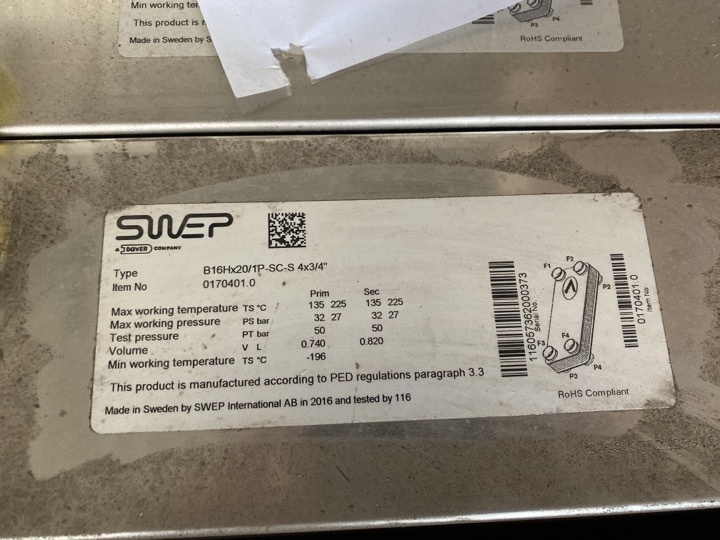 Min working te
This product is
Made in Sweden by S
P3 P4
RoHS Compliant
SWEP
A DOVER COMPANY
Type B16Hx20/1P-SC-S 4x3/4"
Item No 0170401.0
Prim Sec
Max working temperature TS °C 135 225 135 225
Max working pressure PS bar 32 27 32 27
Test pressure PT bar 50 50
Volume V L 0.740 0.820
Min working temperature TS °C -196
This product is manufactured according to PED regulations paragraph 3.3
Made in Sweden by SWEP International AB in 2016 and tested by 116
116057362000373
Serial No.
F1 F2
P2
F3 F4
P3 P4
0170401.0
Item No
RoHS Compliant